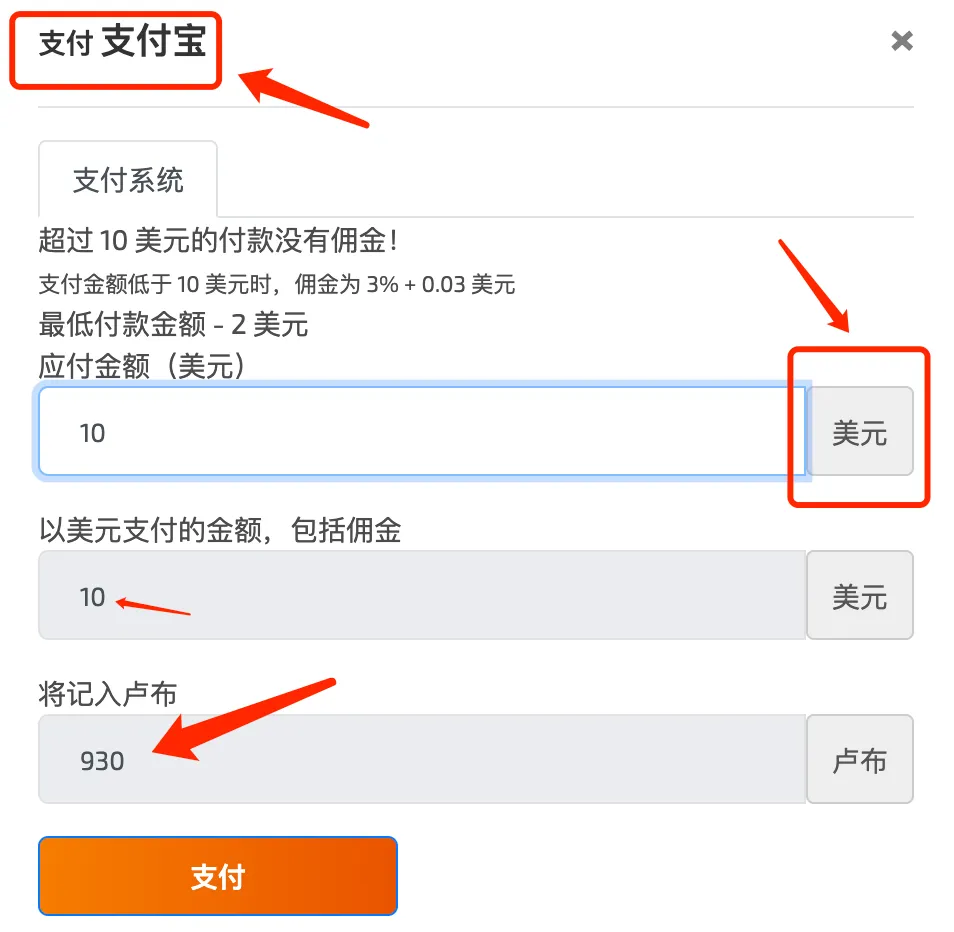 支付 支付宝
支付系统
超过 10 美元的付款没有佣金！
支付金额低于 10 美元时，佣金为 3% + 0.03 美元
最低付款金额 - 2 美元
应付金额（美元）
10 美元
以美元支付的金额，包括佣金
10 美元
将记入卢布
930 卢布
支付